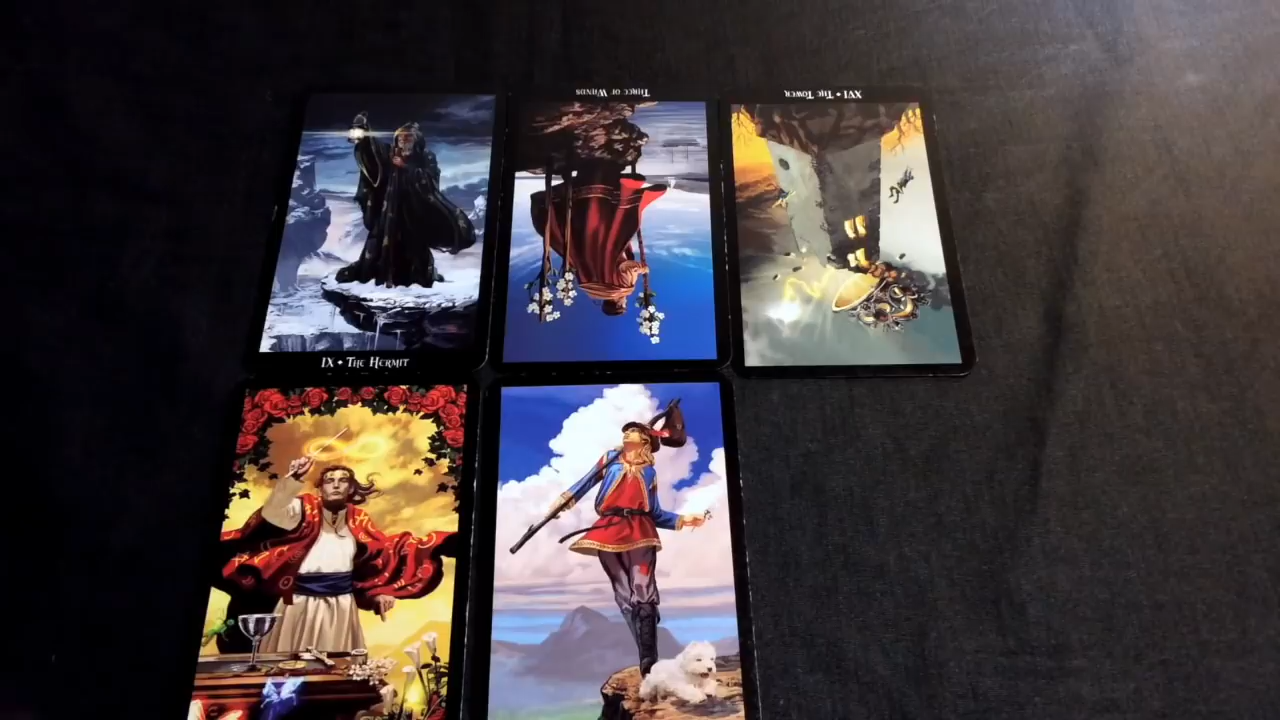 Three of Wands
XVI • The Tower
IX • The Hermit